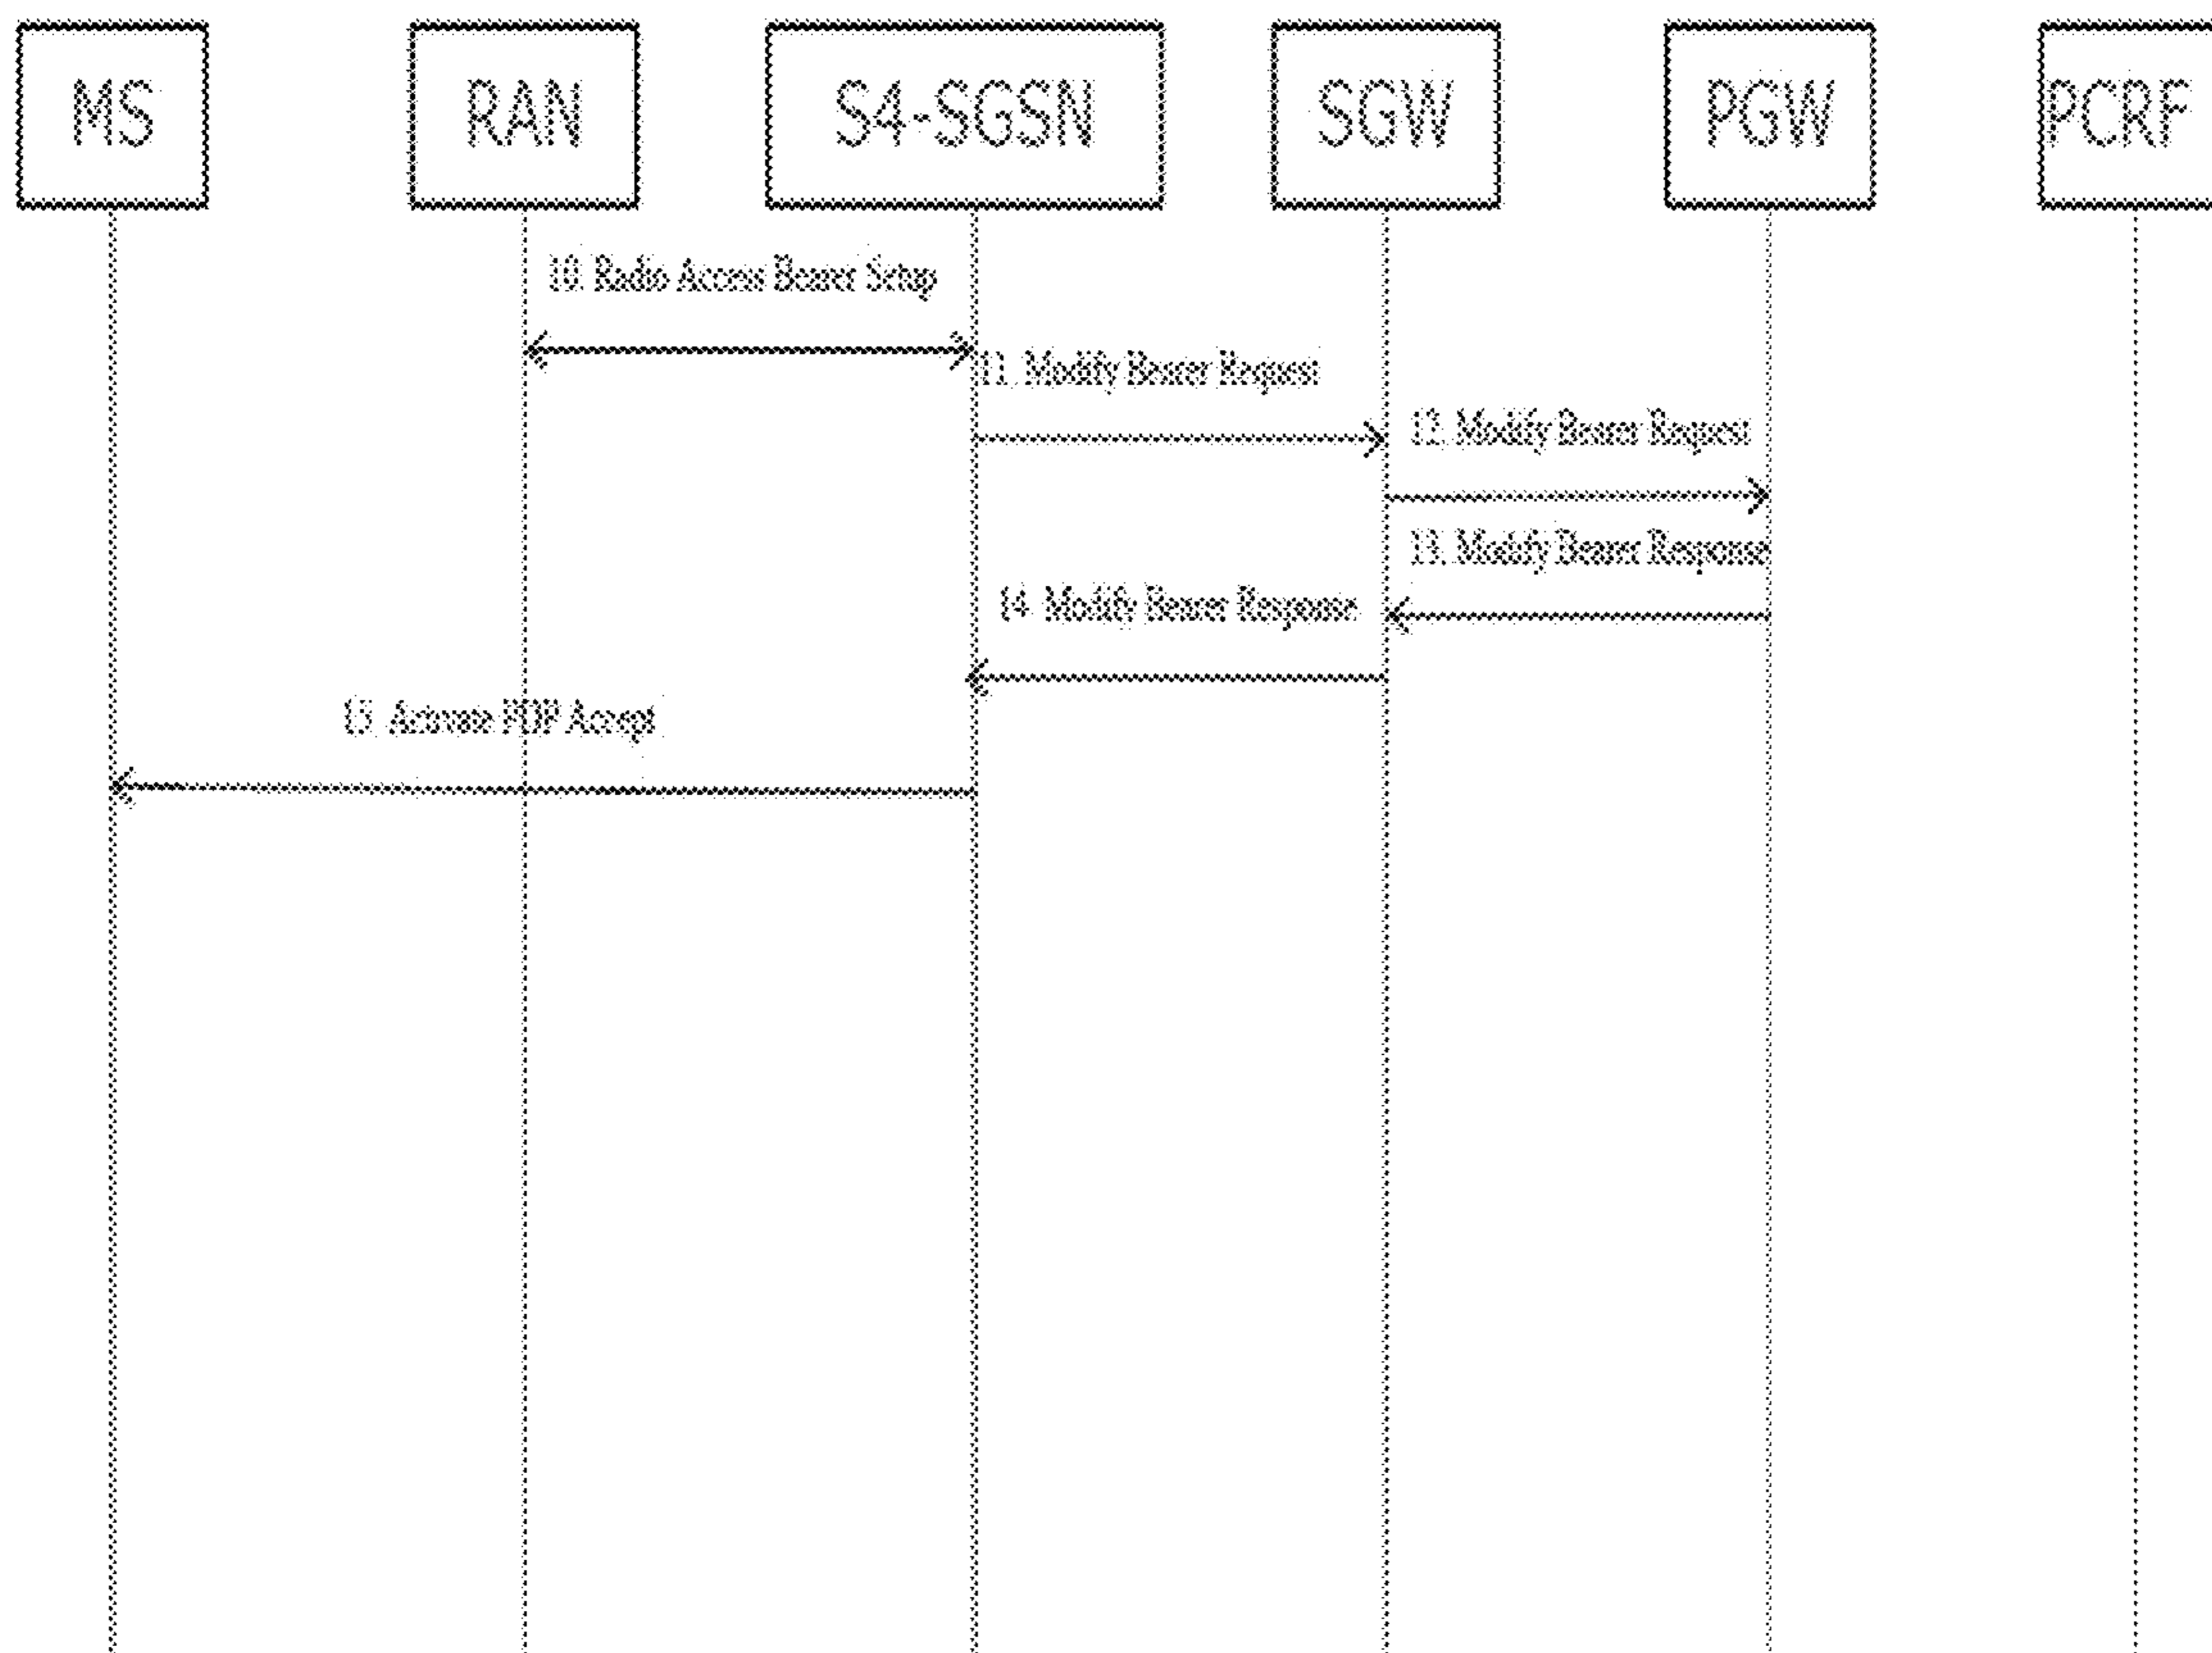 MS
RAN
S4-SGSN
SGW
PGW
PCRF
10. Radio Access Bearer Setup
11. Modify Bearer Request
12. Modify Bearer Request
13. Modify Bearer Response
14. Modify Bearer Response
15. Activate PDP Accept